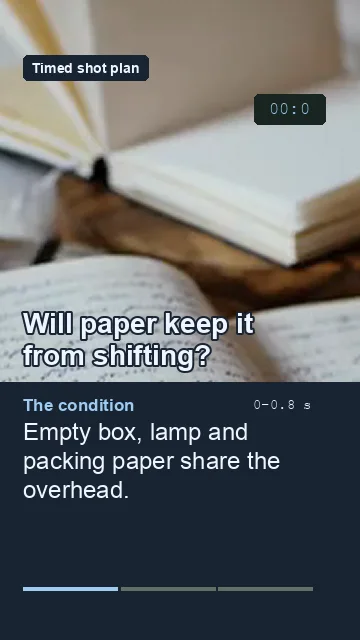 Timed shot plan
00:0
Will paper keep it
from shifting?
The condition
0–0.8 s
Empty box, lamp and
packing paper share the
overhead.